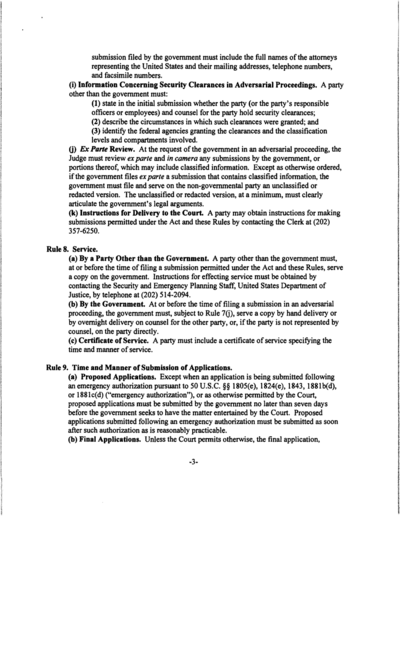 submission filed by the government must include the full names of the attorneys
representing the United States and their mailing addresses, telephone numbers,
and facsimile numbers.
(i) Information Concerning Security Clearances in Adversarial Proceedings. A party
other than the government must:
(1) state in the initial submission whether the party (or the party's responsible
officers or employees) and counsel for the party hold security clearances;
(2) describe the circumstances in which such clearances were granted; and
(3) identify the federal agencies granting the clearances and the classification
levels and compartments involved.
(j) Ex Parte Review. At the request of the government in an adversarial proceeding, the
Judge must review ex parte and in camera any submissions by the government, or
portions thereof, which may include classified information. Except as otherwise ordered,
if the government files ex parte a submission that contains classified information, the
government must file and serve on the non-governmental party an unclassified or
redacted version. The unclassified or redacted version, at a minimum, must clearly
articulate the government's legal arguments.
(k) Instructions for Delivery to the Court. A party may obtain instructions for making
submissions permitted under the Act and these Rules by contacting the Clerk at (202)
357-6250.
Rule 8. Service.
(a) By a Party Other than the Government. A party other than the government must,
at or before the time of filing a submission permitted under the Act and these Rules, serve
a copy on the government. Instructions for effecting service must be obtained by
contacting the Security and Emergency Planning Staff, United States Department of
Justice, by telephone at (202) 514-2094.
(b) By the Government. At or before the time of filing a submission in an adversarial
proceeding, the government must, subject to Rule 7(j), serve a copy by hand delivery or
by overnight delivery on counsel for the other party, or, if the party is not represented by
counsel, on the party directly.
(c) Certificate of Service. A party must include a certificate of service specifying the
time and manner of service.
Rule 9. Time and Manner of Submission of Applications.
(a) Proposed Applications. Except when an application is being submitted following
an emergency authorization pursuant to 50 U.S.C. §§ 1805(e), 1824(e), 1843, 1881b(d),
or 1881c(d) ("emergency authorization"), or as otherwise permitted by the Court,
proposed applications must be submitted by the government no later than seven days
before the government seeks to have the matter entertained by the Court. Proposed
applications submitted following an emergency authorization must be submitted as soon
after such authorization as is reasonably practicable.
(b) Final Applications. Unless the Court permits otherwise, the final application,
-3-